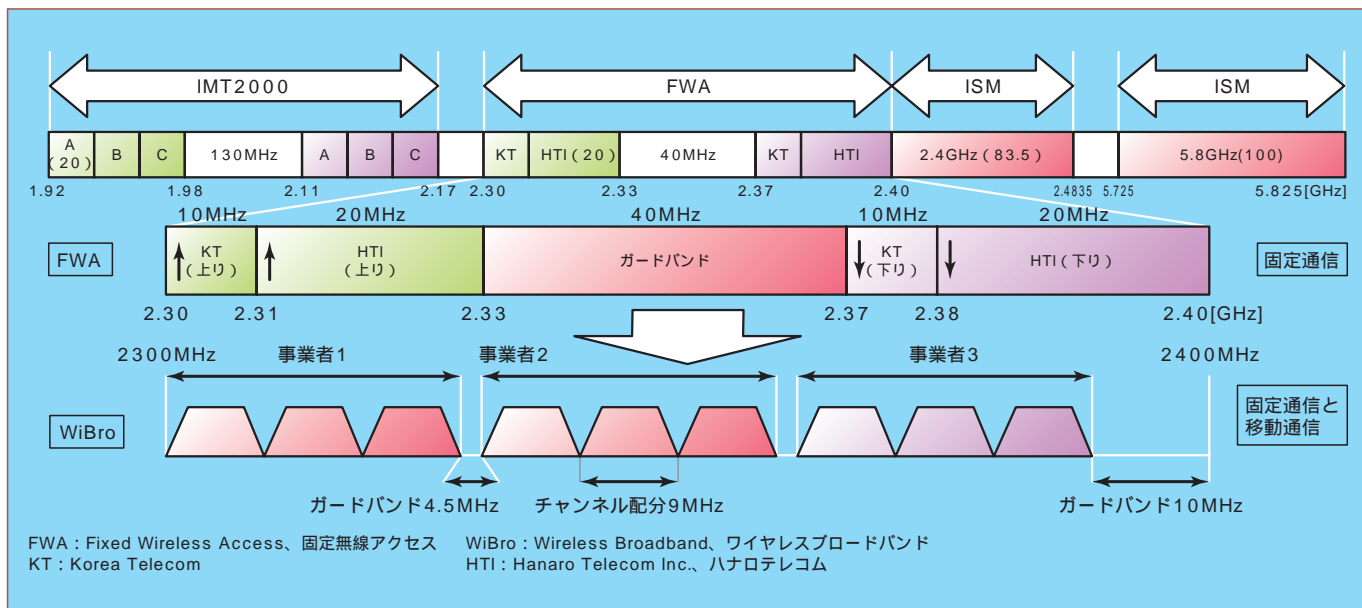 IMT2000 FWA ISM ISM
A (20) B C 130MHz A B C KT HTI(20) 40MHz KT HTI 2.4GHz(83.5) 5.8GHz(100)
1.92 1.98 2.11 2.17 2.30 2.33 2.37 2.40 2.4835 5.725 5.825[GHz]
10MHz 20MHz 40MHz 10MHz 20MHz
FWA KT (上り) HTI (上り) ガードバンド KT (下り) HTI(下り) 固定通信
2.30 2.31 2.33 2.37 2.38 2.40[GHz]
2300MHz 事業者1 事業者2 事業者3 2400MHz
WiBro 固定通信と
移動通信
ガードバンド4.5MHz チャンネル配分9MHz ガードバンド10MHz
FWA:Fixed Wireless Access、固定無線アクセス WiBro:Wireless Broadband、ワイヤレスブロードバンド
KT:Korea Telecom HTI:Hanaro Telecom Inc.、ハナロテレコム